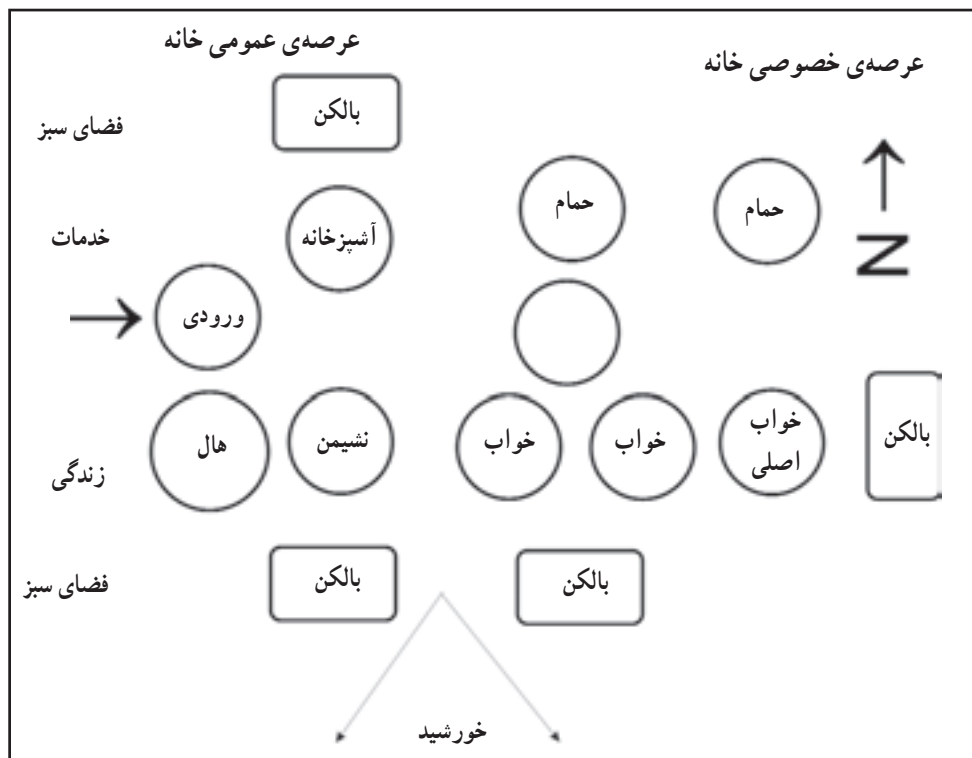 عرصه‌ی عمومی خانه
عرصه‌ی خصوصی خانه
بالکن
فضای سبز
حمام
حمام
آشپزخانه
خدمات
N
ورودی
خواب
اصلی
بالکن
خواب
خواب
نشیمن
هال
زندگی
بالکن
بالکن
فضای سبز
خورشید